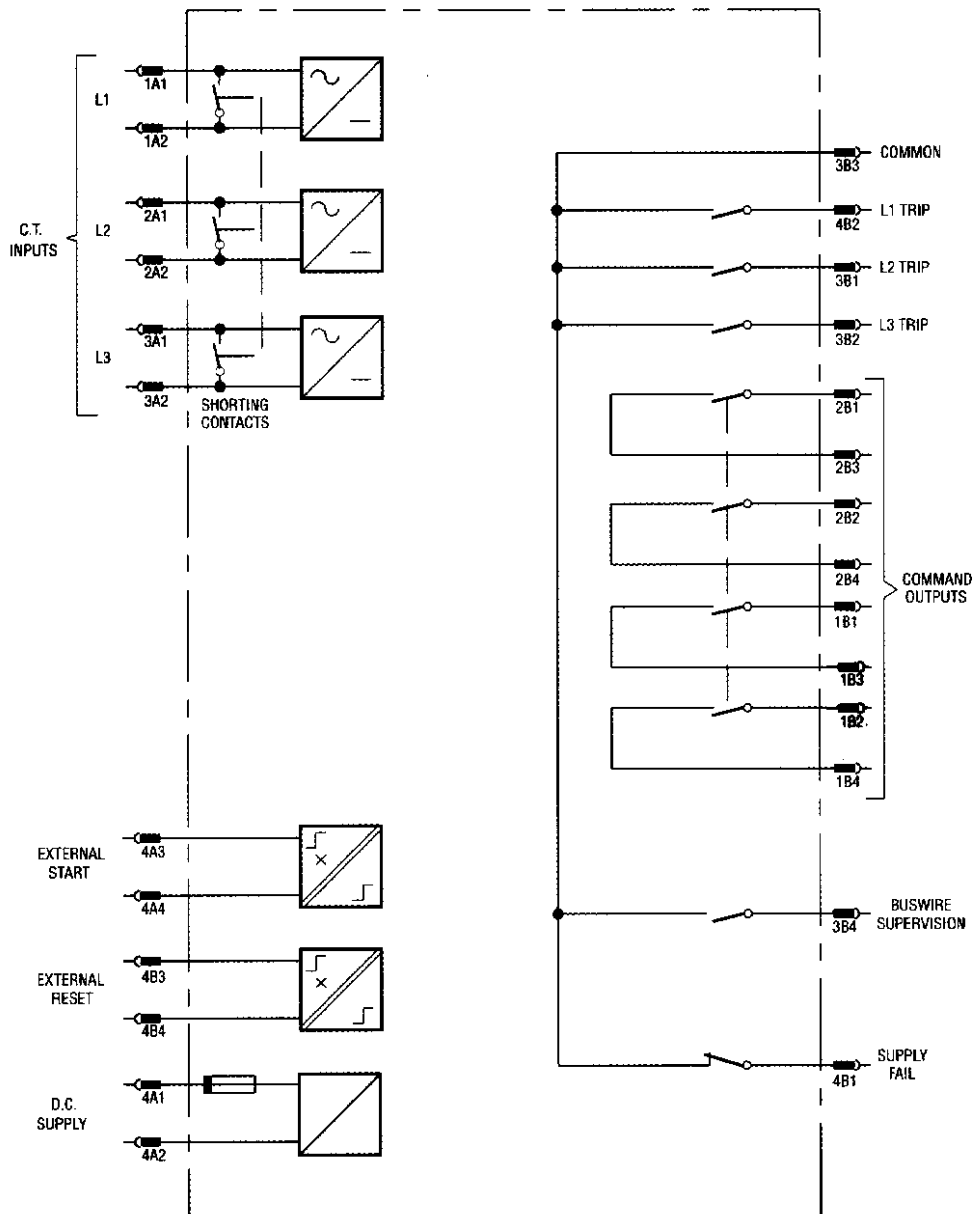 C.T.
INPUTS
L1
1A1
1A2
L2
2A1
2A2
L3
3A1
3A2
SHORTING
CONTACTS
EXTERNAL
START
4A3
4A4
EXTERNAL
RESET
4B3
4B4
D.C.
SUPPLY
4A1
4A2
3B3
COMMON
4B2
L1 TRIP
3B1
L2 TRIP
3B2
L3 TRIP
2B1
2B3
2B2
2B4
1B1
1B3
1B2
1B4
COMMAND
OUTPUTS
3B4
BUSWIRE
SUPERVISION
4B1
SUPPLY
FAIL